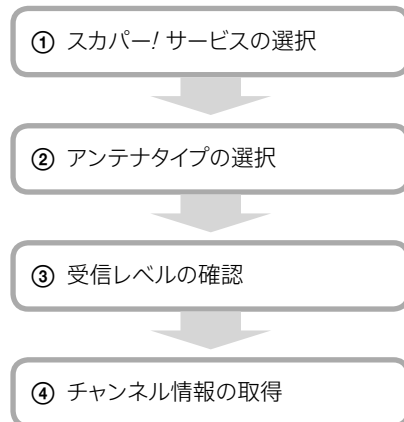 ① スカパー! サービスの選択
② アンテナタイプの選択
③ 受信レベルの確認
④ チャンネル情報の取得